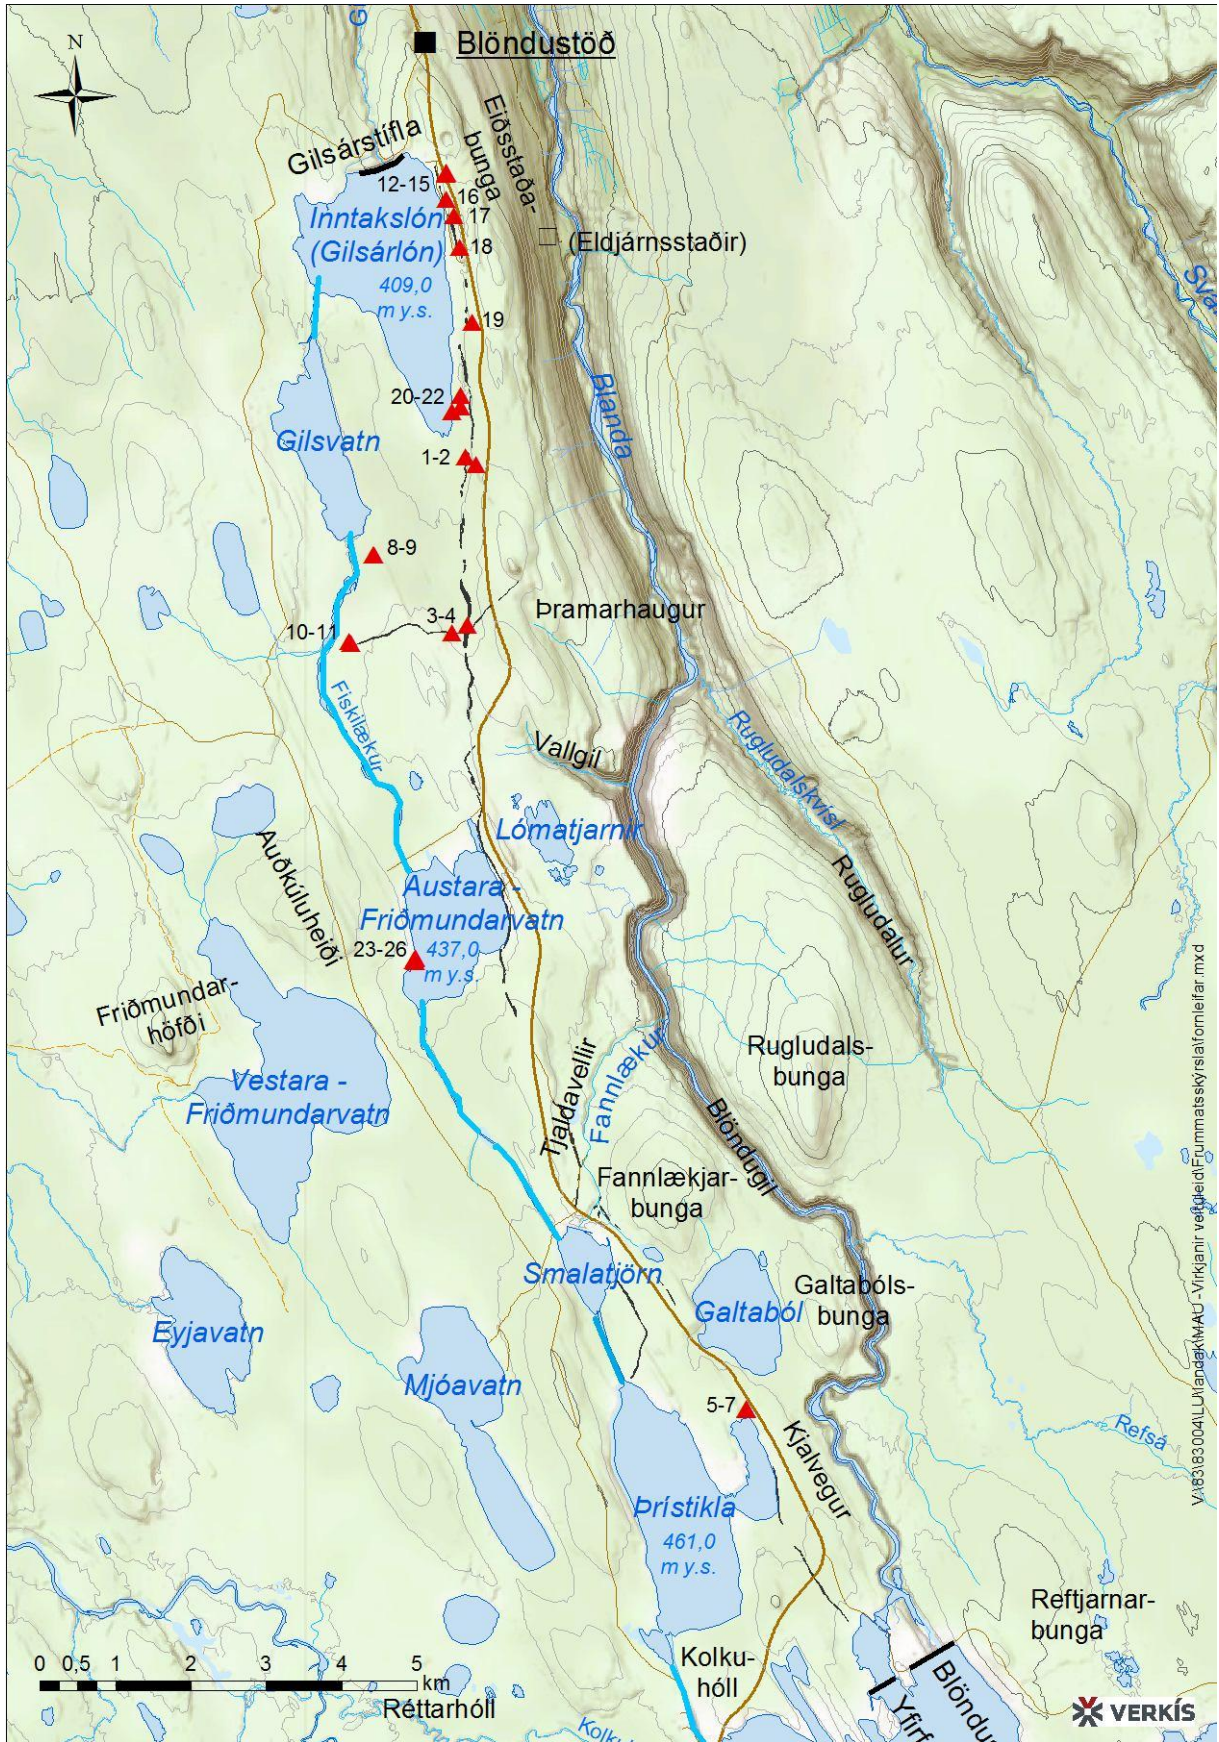 Blöndustöð
N
Gilsárstífla
Eiðsstaða-
bunga
12-15
16
17
18
Inntakslón
(Gilsárlón)
409,0
m y.s.
(Eldjárnsstaðir)
19
20-22
Blanda
Gilsvatn
1-2
8-9
3-4
10-11
Þramarhaugur
Fiskilækur
Vallgil
Rugludalskvísl
Lómatjarnir
Auðkúluheiði
Austara -
Friðmundarvatn
437,0
m y.s.
23-26
Rugludalur
Friðmundar-
höfði
Vestara -
Friðmundarvatn
Tjaldavellir
Fannlækur
Rugludals-
bunga
Blöndugil
Fannlækjar-
bunga
Smalatjörn
Galtaból
Galtabóls-
bunga
Eyjavatn
Mjóavatn
5-7
Kjalvegur
Refsá
Þrístikla
461,0
m y.s.
Reftjarnar-
bunga
Kolku-
hóll
0 0,5 1 2 3 4 5
km
Réttarhóll
Kolku
Yfirf
Blöndus
VERKÍS